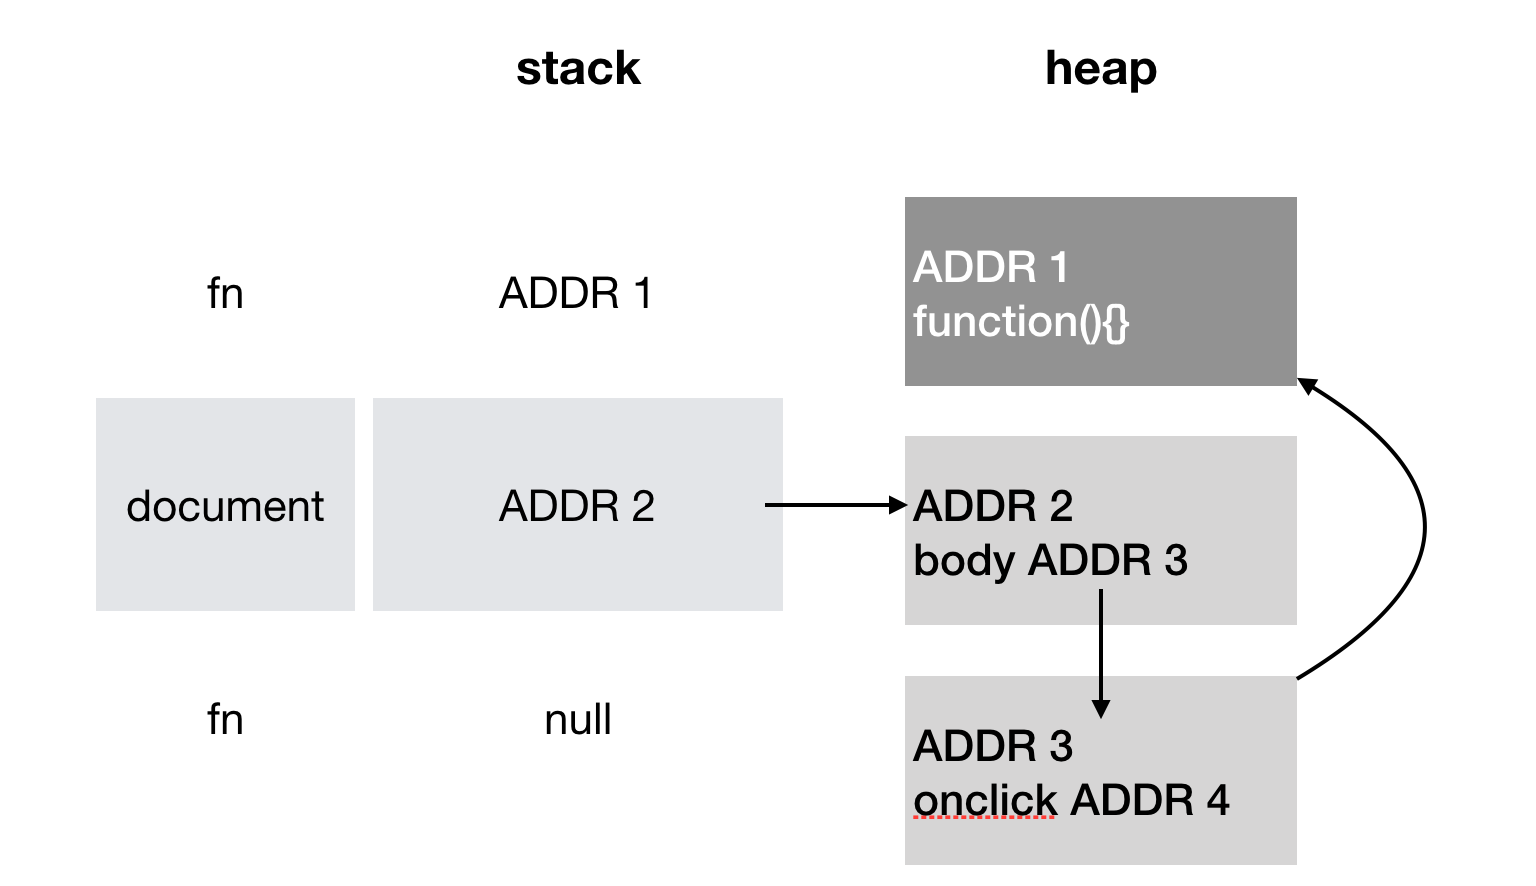 stack
heap
fn
ADDR 1
ADDR 1
function(){}
document
ADDR 2
ADDR 2
body ADDR 3
fn
null
ADDR 3
onclick ADDR 4